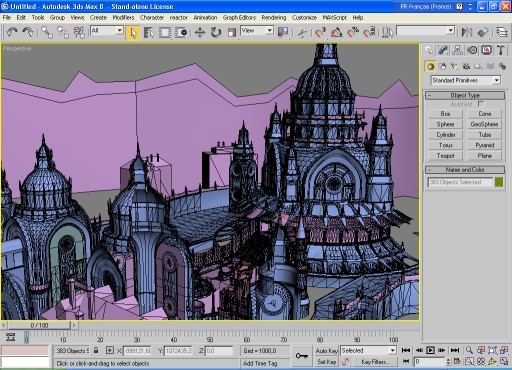 Untitled - Autodesk 3ds Max 8 - Stand-alone License
FR Français (France)
File Edit Tools Group Views Create Modifiers Character reactor Animation Graph Editors Rendering Customize MAXScript Help
All View
Perspective
Standard Primitives
Object Type
AutoGrid
Box Cone
Sphere GeoSphere
Cylinder Tube
Torus Pyramid
Teapot Plane
Name and Color
383 Objects Selected
0 / 100
0 10 20 30 40 50 60 70 80 90 100
383 Objects S X: Y: 1072435,2 Z: 0,0 Grid = 1000,0 Auto Key Selected
Click or click-and-drag to select objects Add Time Tag Set Key Key Filters... 0